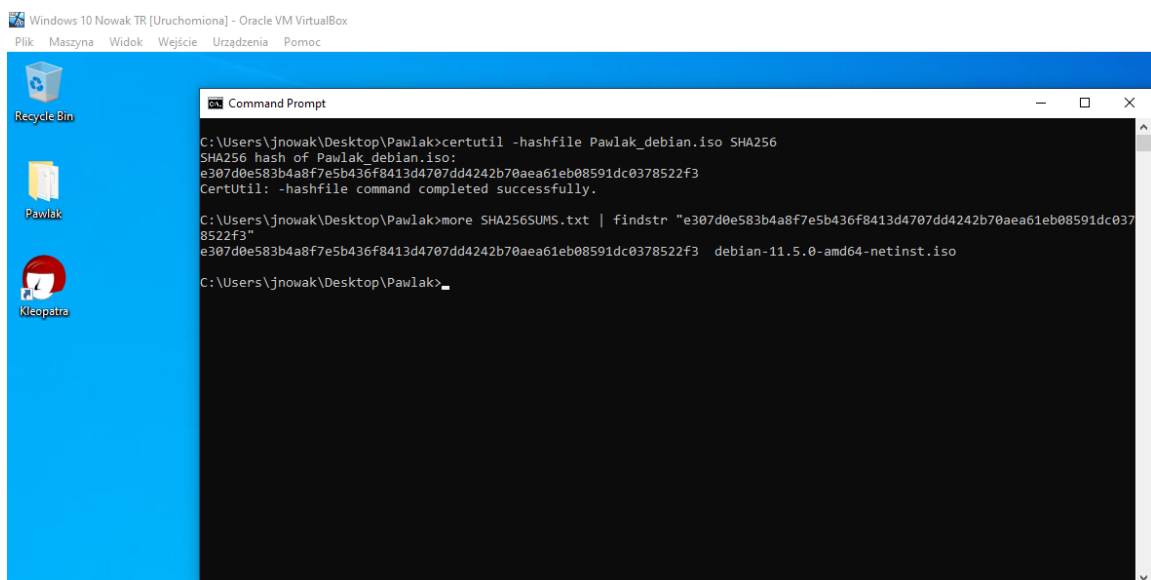 Windows 10 Nowak TR [Uruchomiona] - Oracle VM VirtualBox
Plik Maszyna Widok Wejście Urządzenia Pomoc
Recycle Bin
Pawlak
Kleopatra
Command Prompt
C:\Users\jnowak\Desktop\Pawlak>certutil -hashfile Pawlak_debian.iso SHA256
SHA256 hash of Pawlak_debian.iso:
e307d0e583b4a8f7e5b436f8413d4707dd4242b70aea61eb08591dc0378522f3
CertUtil: -hashfile command completed successfully.
C:\Users\jnowak\Desktop\Pawlak>more SHA256SUMS.txt | findstr "e307d0e583b4a8f7e5b436f8413d4707dd4242b70aea61eb08591dc037
8522f3"
e307d0e583b4a8f7e5b436f8413d4707dd4242b70aea61eb08591dc0378522f3  debian-11.5.0-amd64-netinst.iso
C:\Users\jnowak\Desktop\Pawlak>